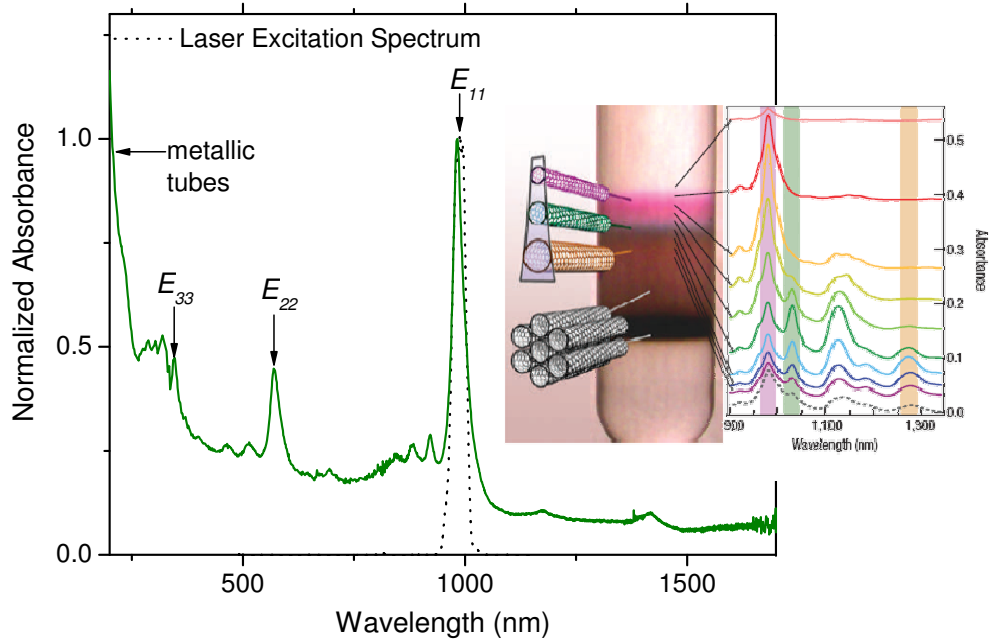 Laser Excitation Spectrum
E11
1.0
metallic
tubes
E33
E22
0.5
0.0
Normalized Absorbance
500
1000
1500
Wavelength (nm)
0.5
0.4
0.3
0.2
0.1
0.0
Absorbance
900
1,100
1,300
Wavelength (nm)